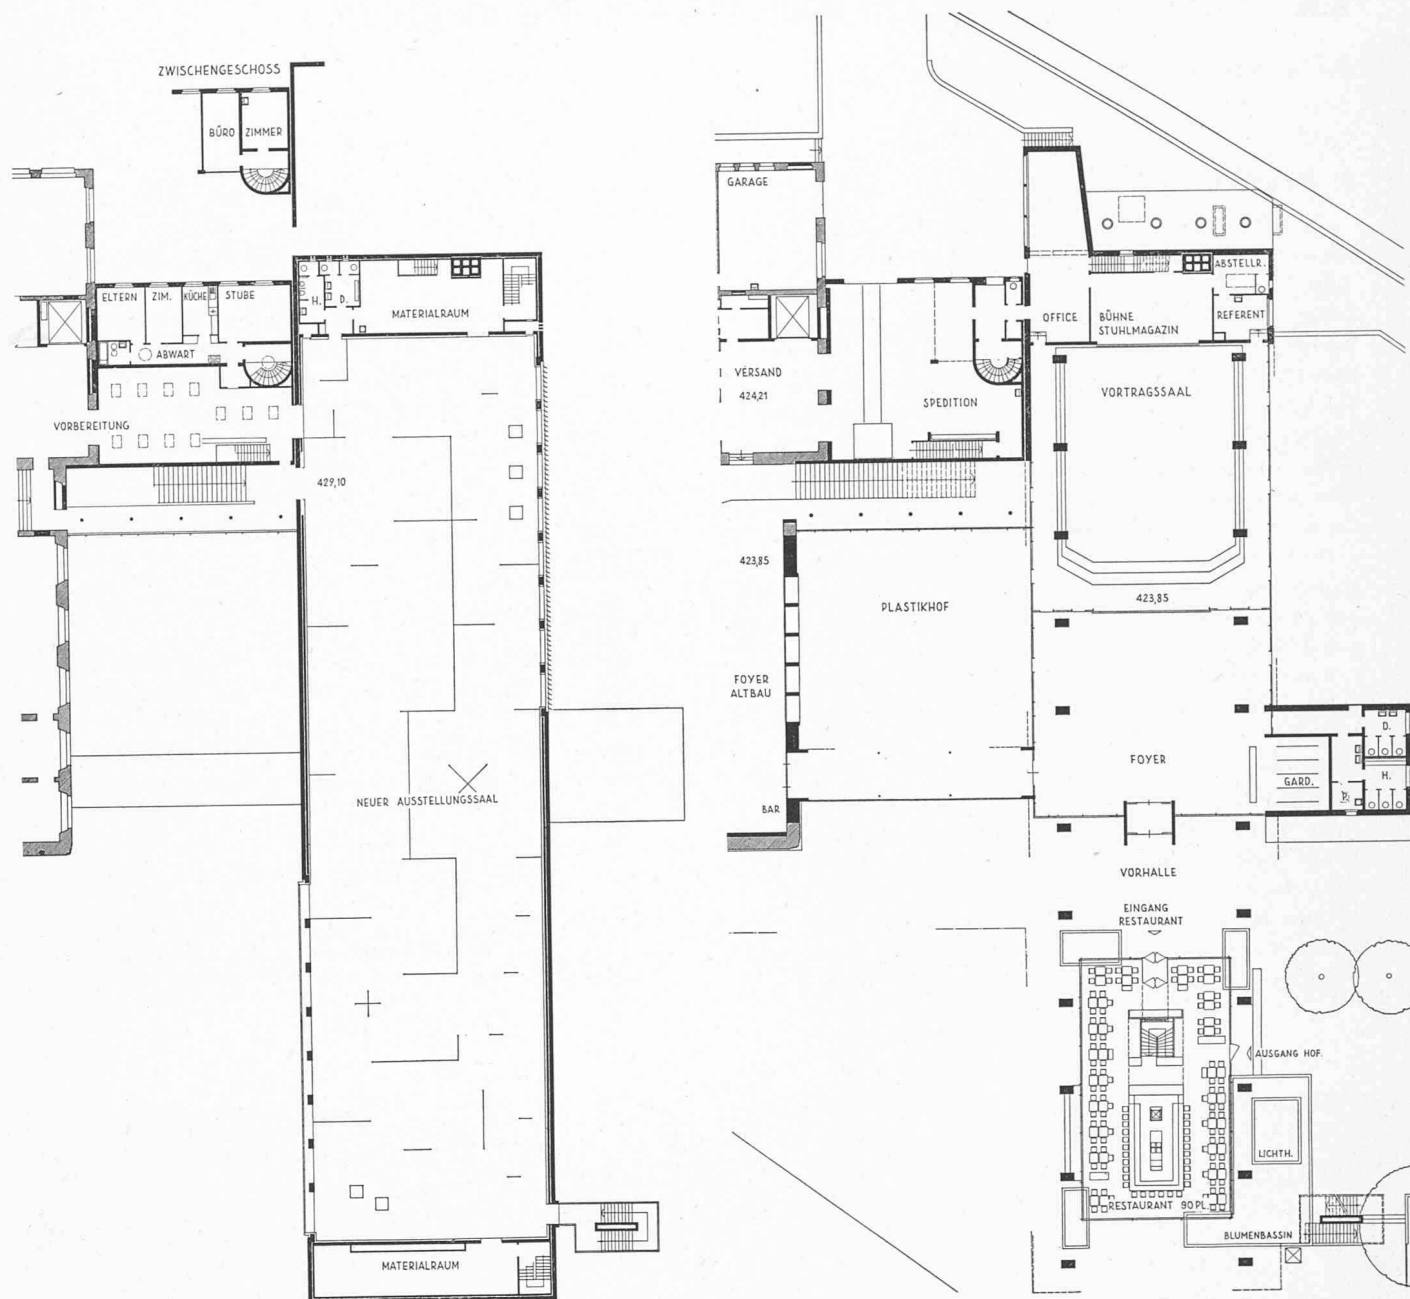 ZWISCHENGESCHOSS
BÜRO
ZIMMER
ELTERN
ZIM.
KÜCHE
STUBE
ABWART
H.
D.
MATERIALRAUM
VORBEREITUNG
429,10
NEUER AUSSTELLUNGSSAAL
MATERIALRAUM
GARAGE
VERSAND
424,21
SPEDITION
OFFICE
BÜHNE
STUHLMAGAZIN
ABSTELLR.
REFERENT
VORTRAGSSAAL
423,85
423,85
PLASTIKHOF
FOYER
ALTBAU
BAR
FOYER
GARD.
D.
H.
VORHALLE
EINGANG
RESTAURANT
AUSGANG HOF.
LICHTH.
RESTAURANT 90 PL.
BLUMENBASSIN